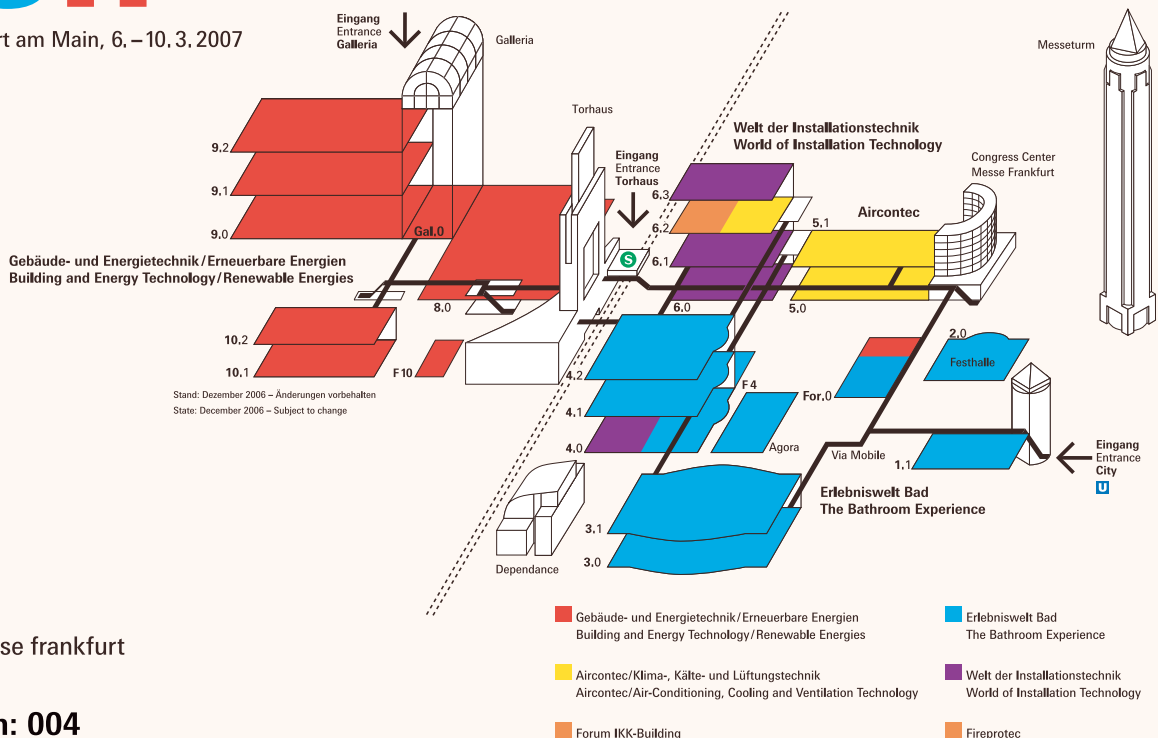 rt am Main, 6.–10.3.2007
Eingang
Entrance
Galleria
Galleria
Messeturm
Torhaus
Welt der Installationstechnik
World of Installation Technology
Eingang
Entrance
Torhaus
Congress Center
Messe Frankfurt
9.2
9.1
9.0
Gal.0
6.3
6.2
6.1
6.0
S
5.1
Aircontec
5.0
Gebäude- und Energietechnik/Erneuerbare Energien
Building and Energy Technology/Renewable Energies
8.0
10.2
10.1
F10
Stand: Dezember 2006 – Änderungen vorbehalten
State: December 2006 – Subject to change
4.2
4.1
4.0
F4
Agora
For.0
2.0
Festhalle
Via Mobile
1.1
Eingang
Entrance
City
U
Erlebniswelt Bad
The Bathroom Experience
3.1
3.0
Dependance
Gebäude- und Energietechnik/Erneuerbare Energien
Building and Energy Technology/Renewable Energies
Erlebniswelt Bad
The Bathroom Experience
Aircontec/Klima-, Kälte- und Lüftungstechnik
Aircontec/Air-Conditioning, Cooling and Ventilation Technology
Welt der Installationstechnik
World of Installation Technology
Forum IKK-Building
Fireprotec
se frankfurt
n: 004